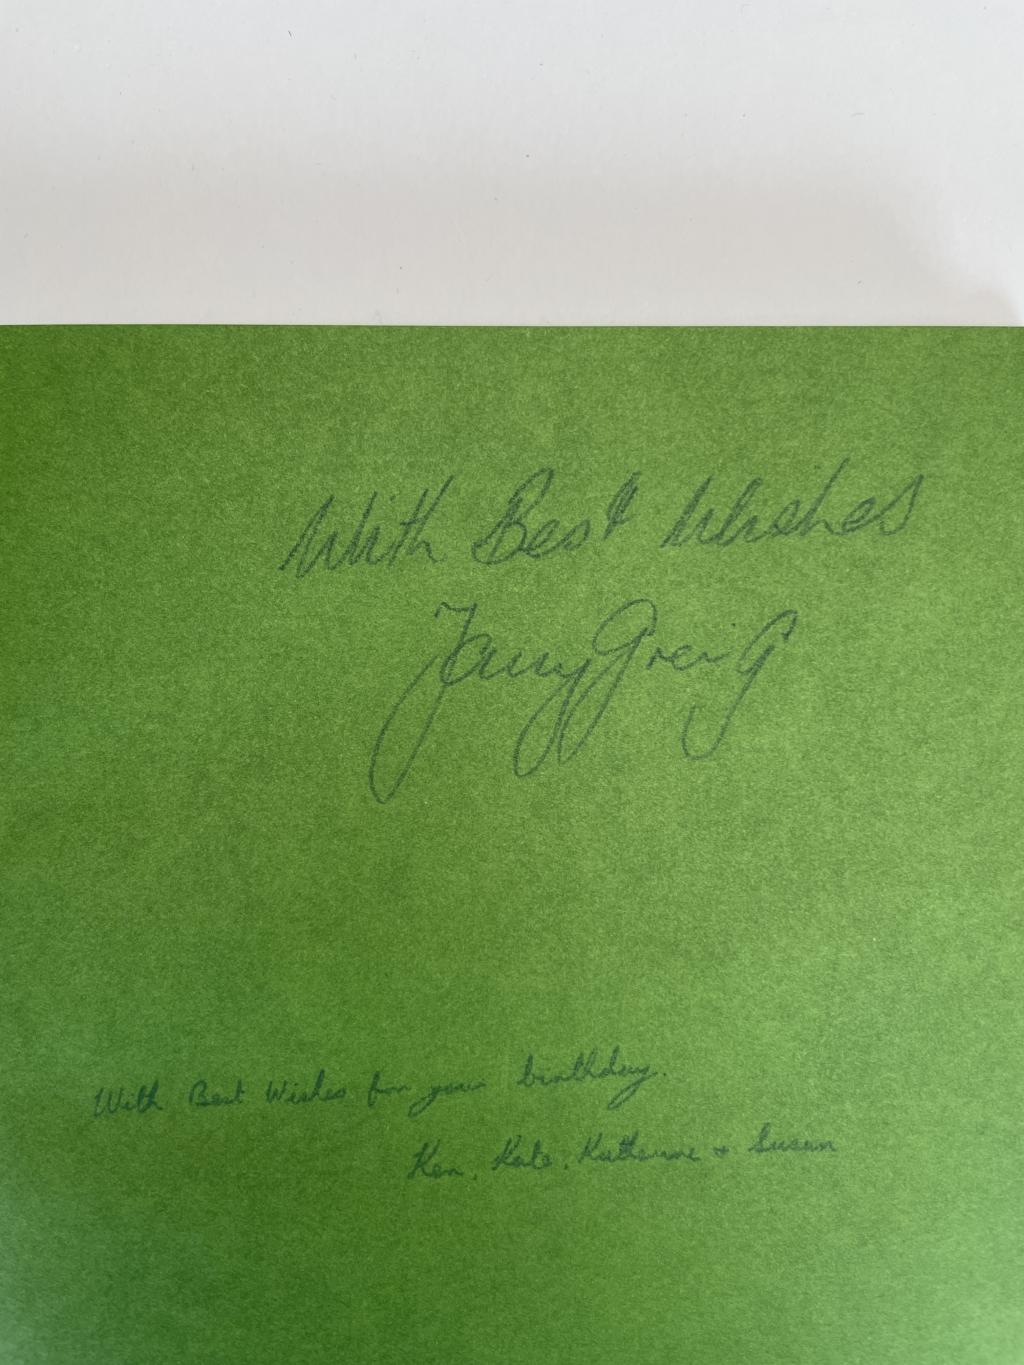 With Best Wishes
Tony Greig
With Best Wishes for your birthday.
Ken, Kate, Katherine + Susan